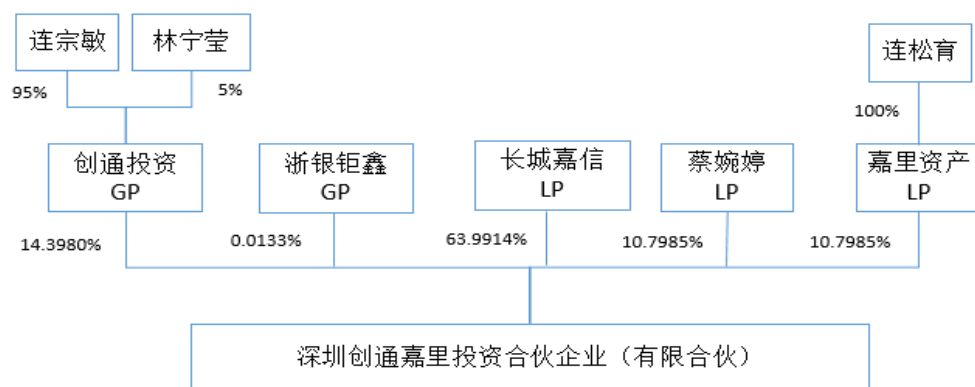 连宗敏
林宁莹
连松育
95%
5%
100%
创通投资
GP
浙银钜鑫
GP
长城嘉信
LP
蔡婉婷
LP
嘉里资产
LP
14.3980%
0.0133%
63.9914%
10.7985%
10.7985%
深圳创通嘉里投资合伙企业（有限合伙）